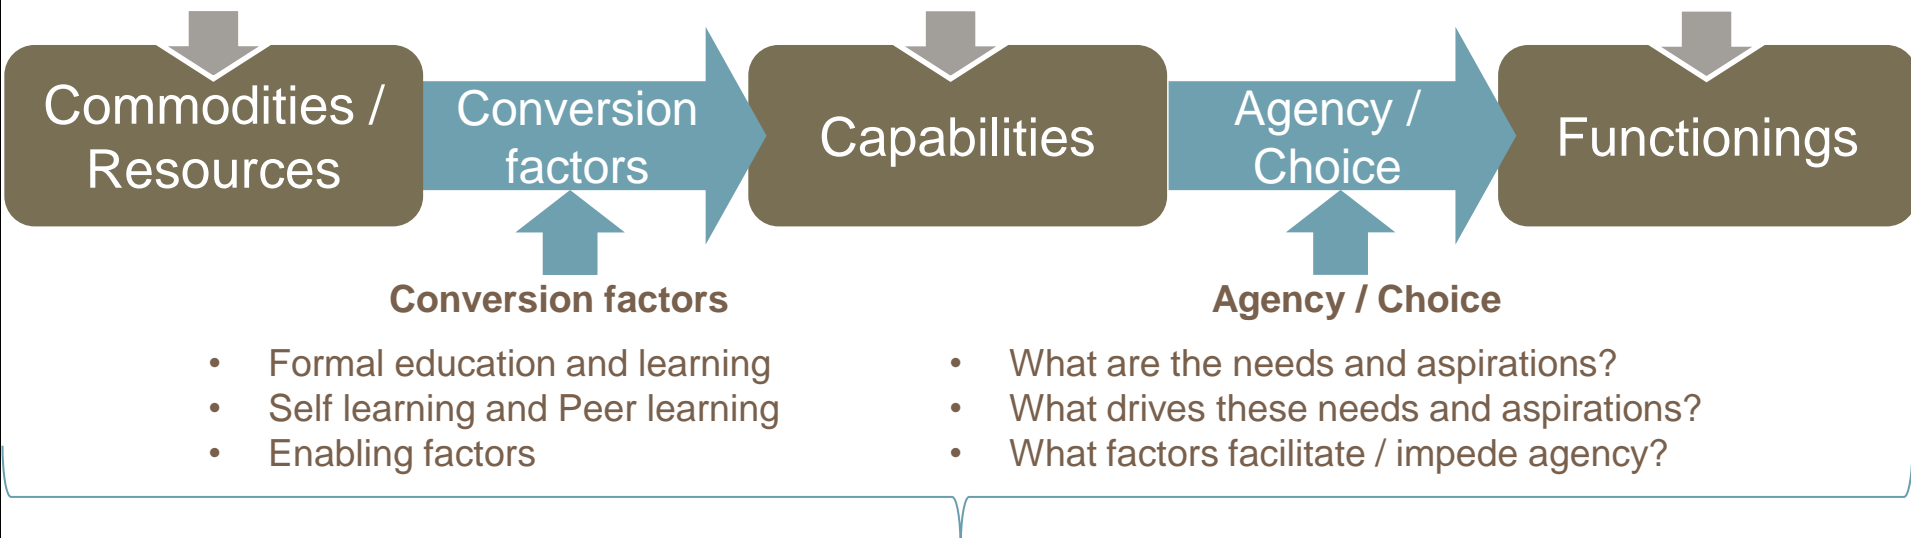 Commodities /
Resources
Conversion
factors
Capabilities
Agency /
Choice
Functionings
Conversion factors
• Formal education and learning
• Self learning and Peer learning
• Enabling factors
Agency / Choice
• What are the needs and aspirations?
• What drives these needs and aspirations?
• What factors facilitate / impede agency?